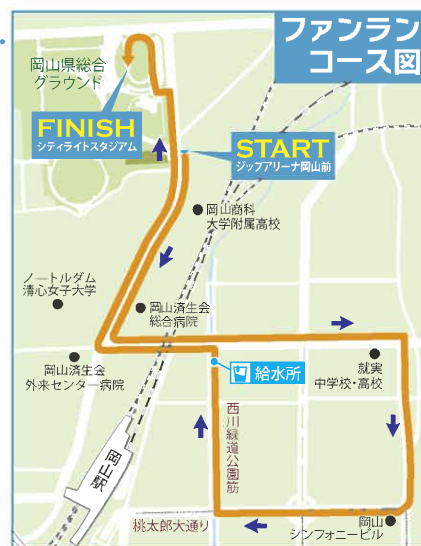 ファンラン
コース図
岡山県総合
グラウンド
FINISH
シティライトスタジアム
START
ジップアリーナ岡山前
岡山商科
大学附属高校
ノートルダム
清心女子大学
岡山済生会
総合病院
岡山済生会
外来センター病院
就実
中学校・高校
給水所
西川緑道公園筋
岡山駅
桃太郎大通り
岡山
シンフォニービル